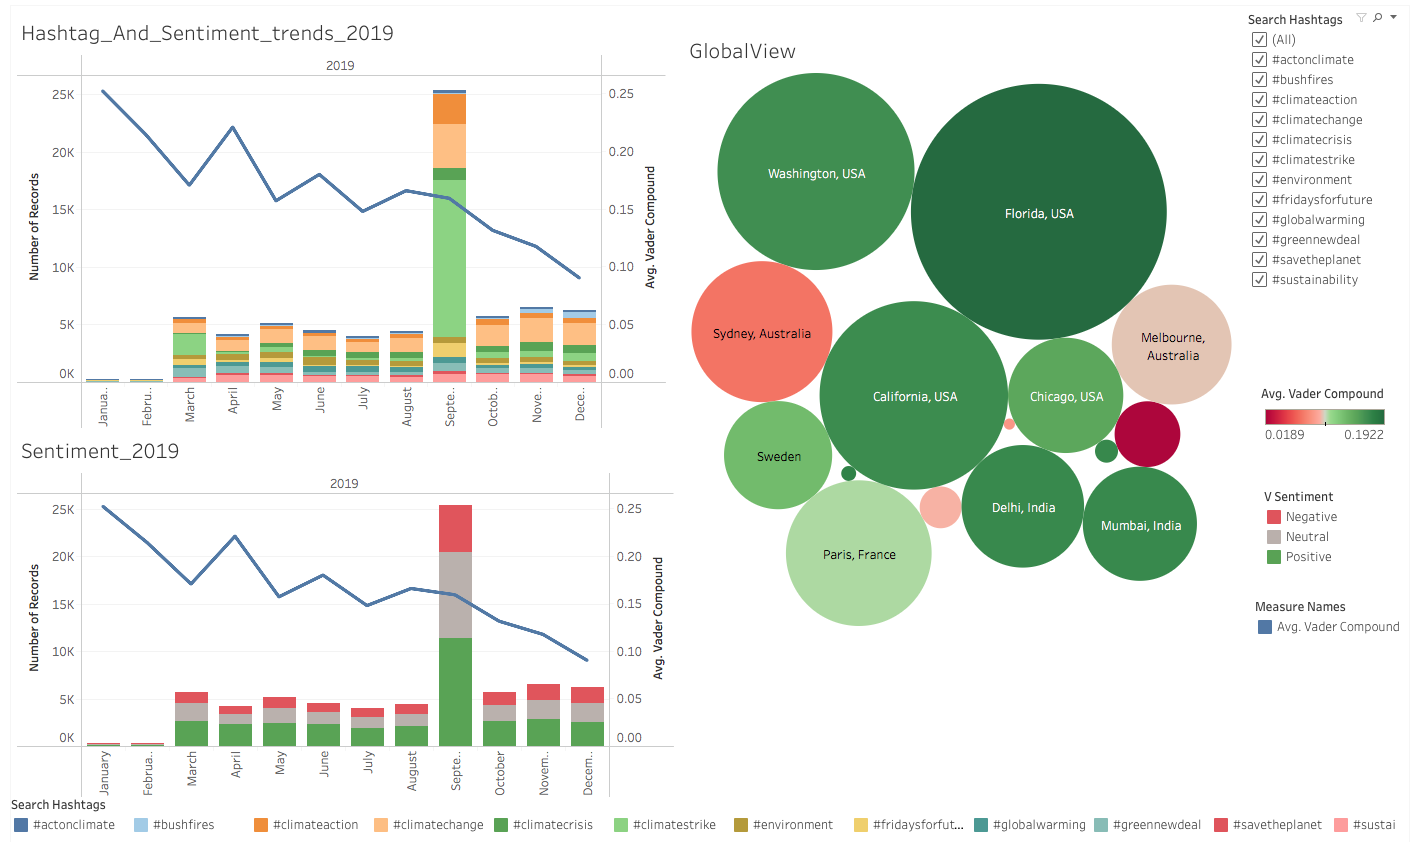 Hashtag_And_Sentiment_trends_2019
2019
25K
20K
15K
10K
5K
0K
Number of Records
0.25
0.20
0.15
0.10
0.05
0.00
Avg. Vader Compound
Janua..
Febru..
March
April
May
June
July
August
Septe..
Octob..
Nove..
Dece..
Sentiment_2019
2019
25K
20K
15K
10K
5K
0K
Number of Records
0.25
0.20
0.15
0.10
0.05
0.00
Avg. Vader Compound
January
Februa..
March
April
May
June
July
August
Septe..
October
Novem..
Decem..
GlobalView
Washington, USA
Florida, USA
Sydney, Australia
Melbourne,
Australia
California, USA
Chicago, USA
Sweden
Delhi, India
Mumbai, India
Paris, France
Search Hashtags
(All)
#actonclimate
#bushfires
#climateaction
#climatechange
#climatecrisis
#climatestrike
#environment
#fridaysforfuture
#globalwarming
#greennewdeal
#savetheplanet
#sustainability
Avg. Vader Compound
0.0189 0.1922
V Sentiment
Negative
Neutral
Positive
Measure Names
Avg. Vader Compound
Search Hashtags
#actonclimate #bushfires #climateaction #climatechange #climatecrisis #climatestrike #environment #fridaysforfut... #globalwarming #greennewdeal #savetheplanet #sustai